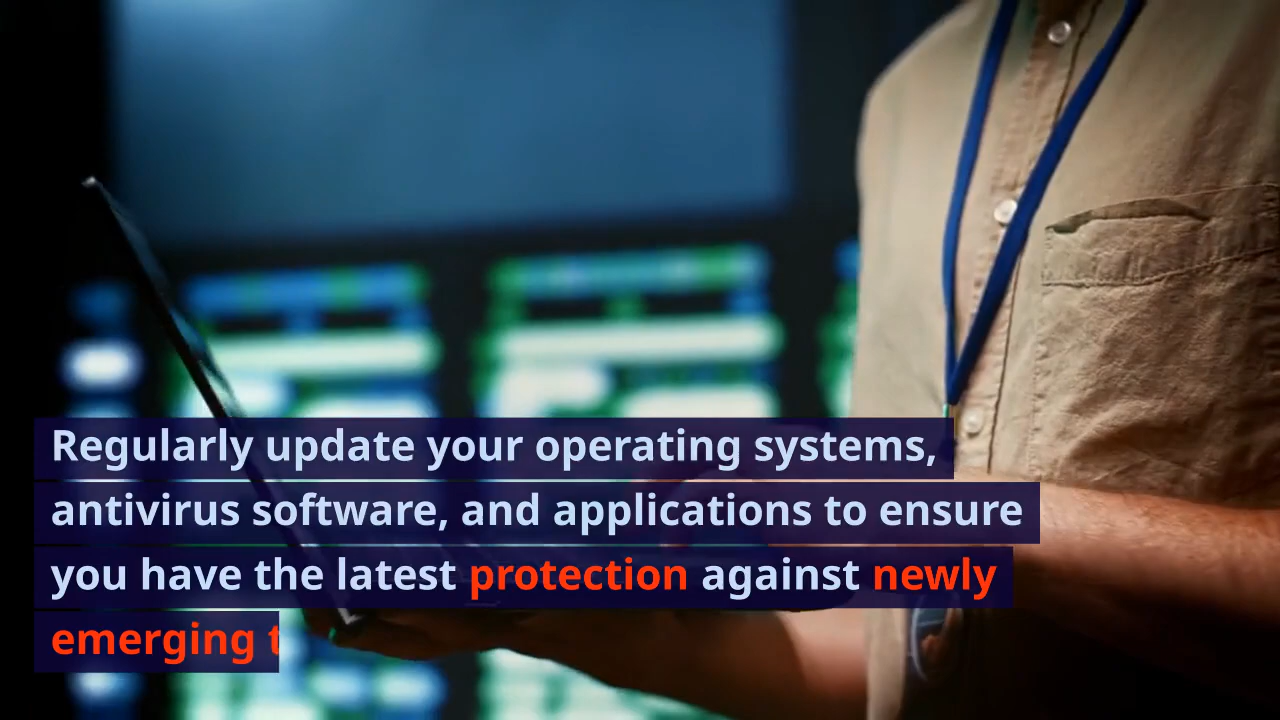 Regularly update your operating systems,
antivirus software, and applications to ensure
you have the latest protection against newly
emerging t